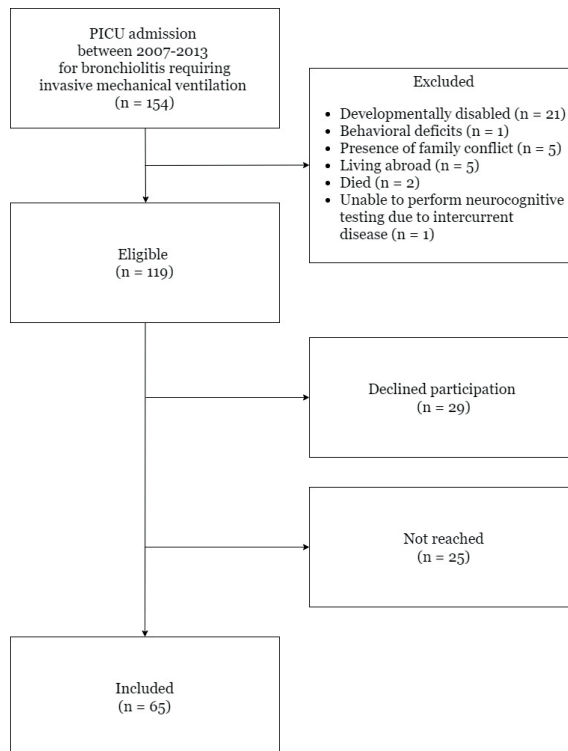 PICU admission
between 2007-2013
for bronchiolitis requiring
invasive mechanical ventilation
(n = 154)
Excluded
• Developmentally disabled (n = 21)
• Behavioral deficits (n = 1)
• Presence of family conflict (n = 5)
• Living abroad (n = 5)
• Died (n = 2)
• Unable to perform neurocognitive
testing due to intercurrent
disease (n = 1)
Eligible
(n = 119)
Declined participation
(n = 29)
Not reached
(n = 25)
Included
(n = 65)